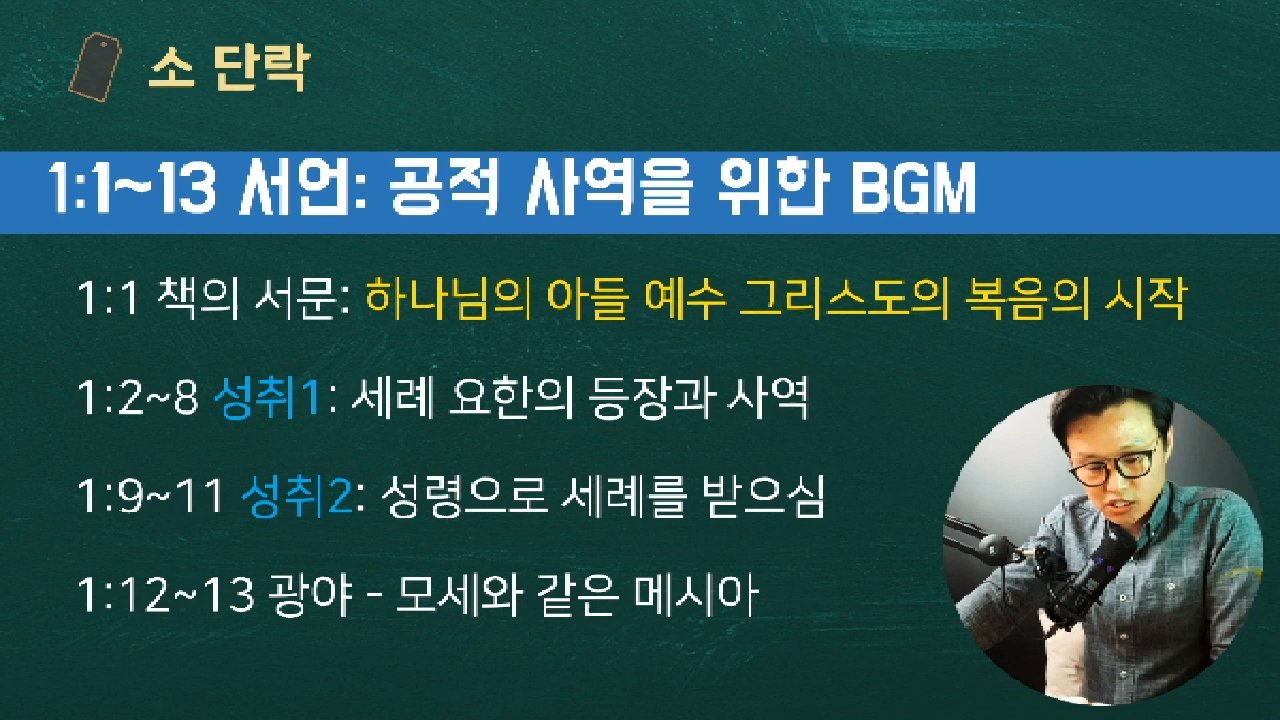 소 단락
1:1~13 서언: 공적 사역을 위한 BGM
1:1 책의 서문: 하나님의 아들 예수 그리스도의 복음의 시작
1:2~8 성취1: 세례 요한의 등장과 사역
1:9~11 성취2: 성령으로 세례를 받으심
1:12~13 광야 - 모세와 같은 메시아